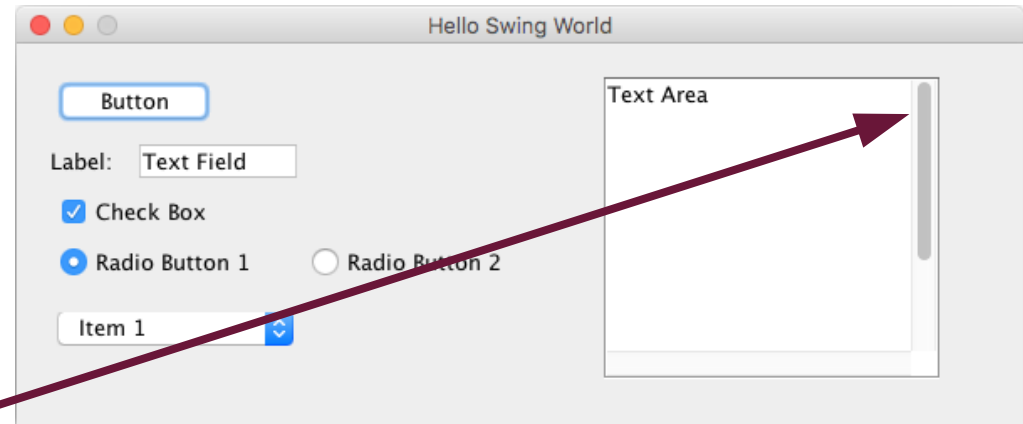 Hello Swing World
Button
Label: Text Field
Check Box
Radio Button 1 Radio Button 2
Item 1
Text Area